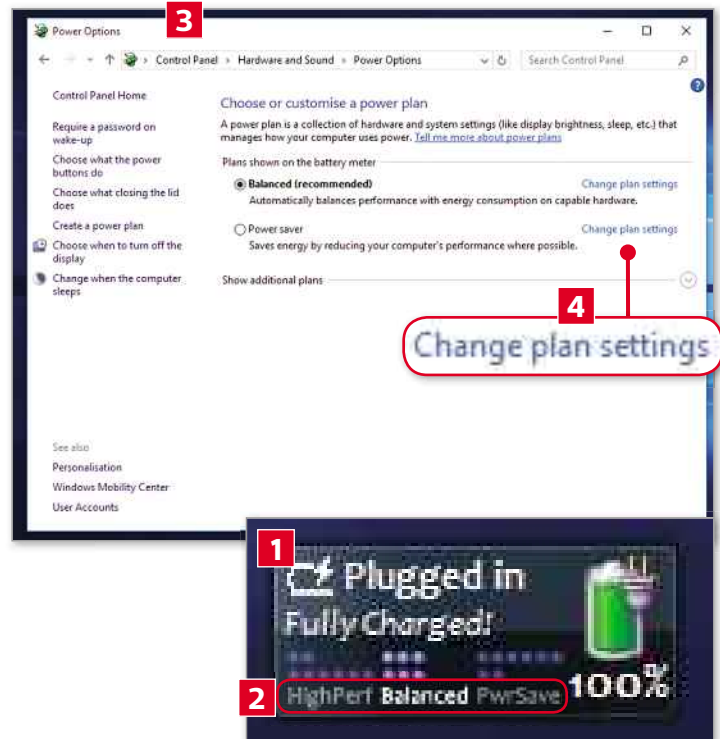 3
Power Options
Control Panel > Hardware and Sound > Power Options
Search Control Panel
Control Panel Home
Require a password on
wake-up
Choose what the power
buttons do
Choose what closing the lid
does
Create a power plan
Choose when to turn off the
display
Change when the computer
sleeps
See also
Personalisation
Windows Mobility Center
User Accounts
Choose or customise a power plan
A power plan is a collection of hardware and system settings (like display brightness, sleep, etc.) that
manages how your computer uses power. Tell me more about power plans
Plans shown on the battery meter
Balanced (recommended) Change plan settings
Automatically balances performance with energy consumption on capable hardware.
Power saver Change plan settings
Saves energy by reducing your computer's performance where possible.
Show additional plans
4
Change plan settings
1
Plugged in
Fully Charged!
2
HighPerf Balanced PwrSave 100%